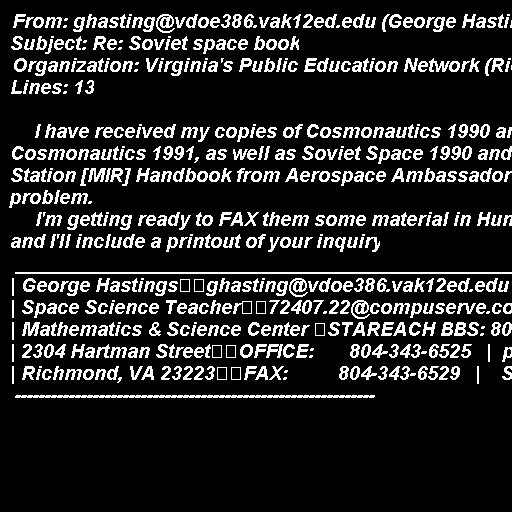 From: ghasting@vdoe386.vak12ed.edu (George Hasti
Subject: Re: Soviet space book
Organization: Virginia's Public Education Network (Ri
Lines: 13
I have received my copies of Cosmonautics 1990 an
Cosmonautics 1991, as well as Soviet Space 1990 and
Station [MIR] Handbook from Aerospace Ambassador
problem.
I'm getting ready to FAX them some material in Hun
and I'll include a printout of your inquiry
____________________________________________________
| George Hastings□□ghasting@vdoe386.vak12ed.edu
| Space Science Teacher□□72407.22@compuserve.co
| Mathematics & Science Center □STAREACH BBS: 80
| 2304 Hartman Street□□OFFICE: 804-343-6525 | p
| Richmond, VA 23223□□FAX: 804-343-6529 | S
------------------------------------------------------------